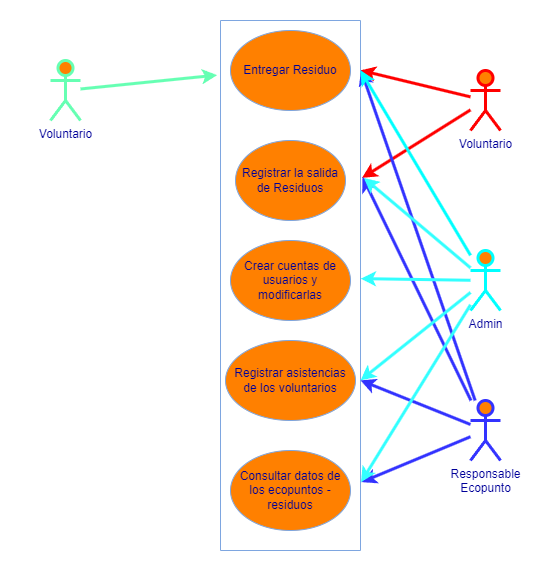 Entregar Residuo
Voluntario
Voluntario
Registrar la salida
de Residuos
Crear cuentas de
usuarios y
modificarlas
Admin
Registrar asistencias
de los voluntarios
Consultar datos de
los ecopuntos -
residuos
Responsable
Ecopunto